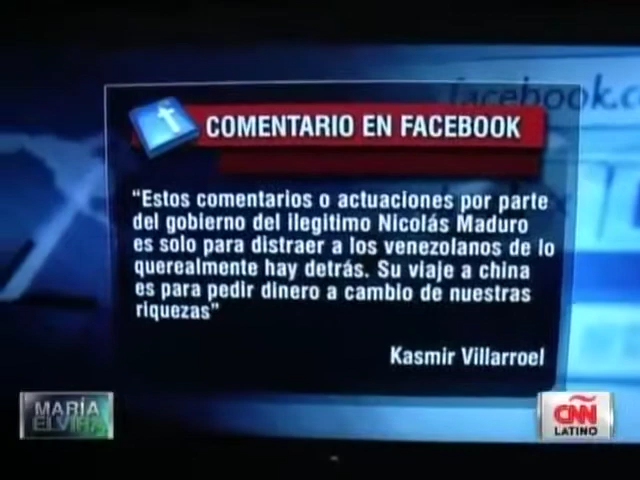 facebook.c
COMENTARIO EN FACEBOOK
“Estos comentarios o actuaciones por parte
del gobierno del ilegitimo Nicolás Maduro
es solo para distraer a los venezolanos de lo
querealmente hay detrás. Su viaje a china
es para pedir dinero a cambio de nuestras
riquezas”
Kasmir Villarroel
MARÍA
ELVIRA
CNN
LATINO